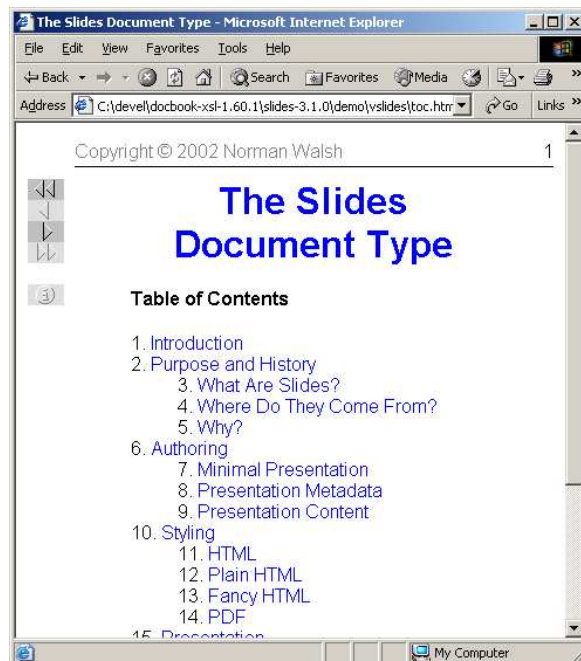 The Slides Document Type - Microsoft Internet Explorer
File Edit View Favorites Tools Help
Back Search Favorites Media »
Address C:\devel\docbook-xsl-1.60.1\slides-3.1.0\demo\vslides\toc.htm Go Links »
Copyright © 2002 Norman Walsh 1
The Slides
Document Type
Table of Contents
1. Introduction
2. Purpose and History
3. What Are Slides?
4. Where Do They Come From?
5. Why?
6. Authoring
7. Minimal Presentation
8. Presentation Metadata
9. Presentation Content
10. Styling
11. HTML
12. Plain HTML
13. Fancy HTML
14. PDF
15. Presentation
My Computer